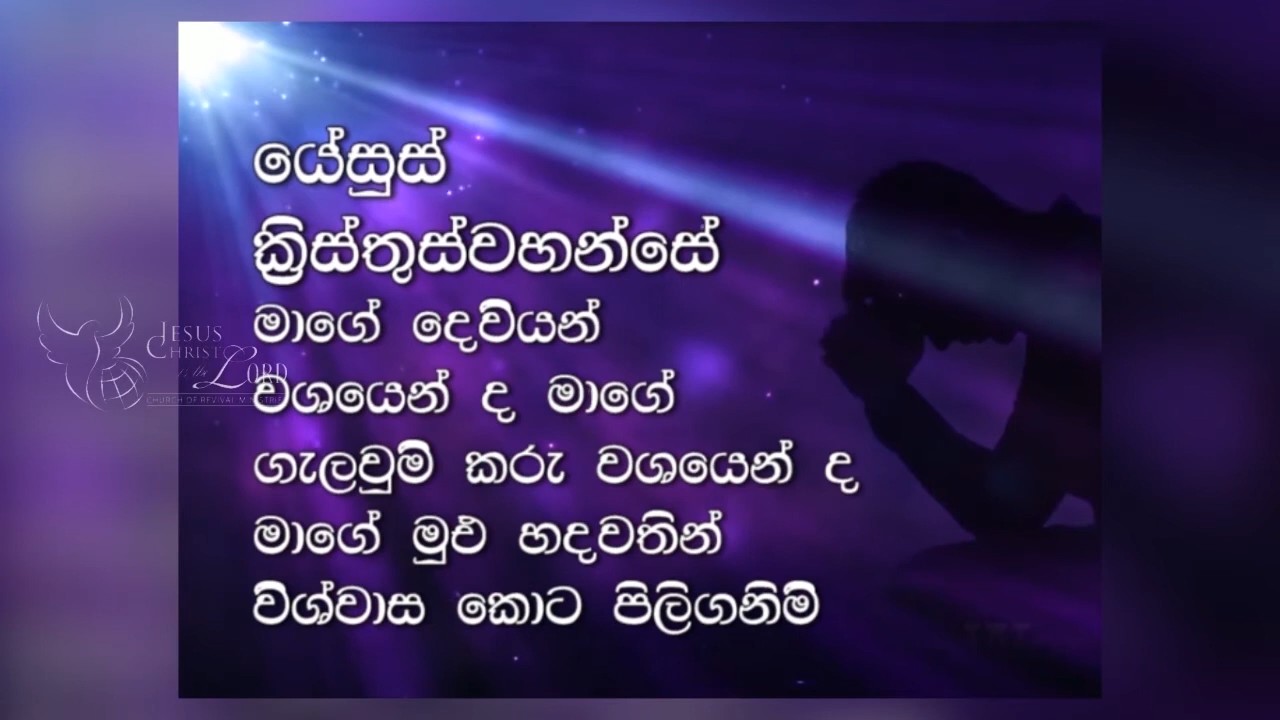 යේසුස්
ක්‍රිස්තුස්වහන්සේ
මාගේ දෙවියන්
වශයෙන් ද මාගේ
ගැලවුම් කරු වශයෙන් ද
මාගේ මුළු හදවතින්
විශ්වාස කොට පිලිගනිමි
JESUS
CHRIST
is the LORD
CHURCH OF REVIVAL MINISTRIES